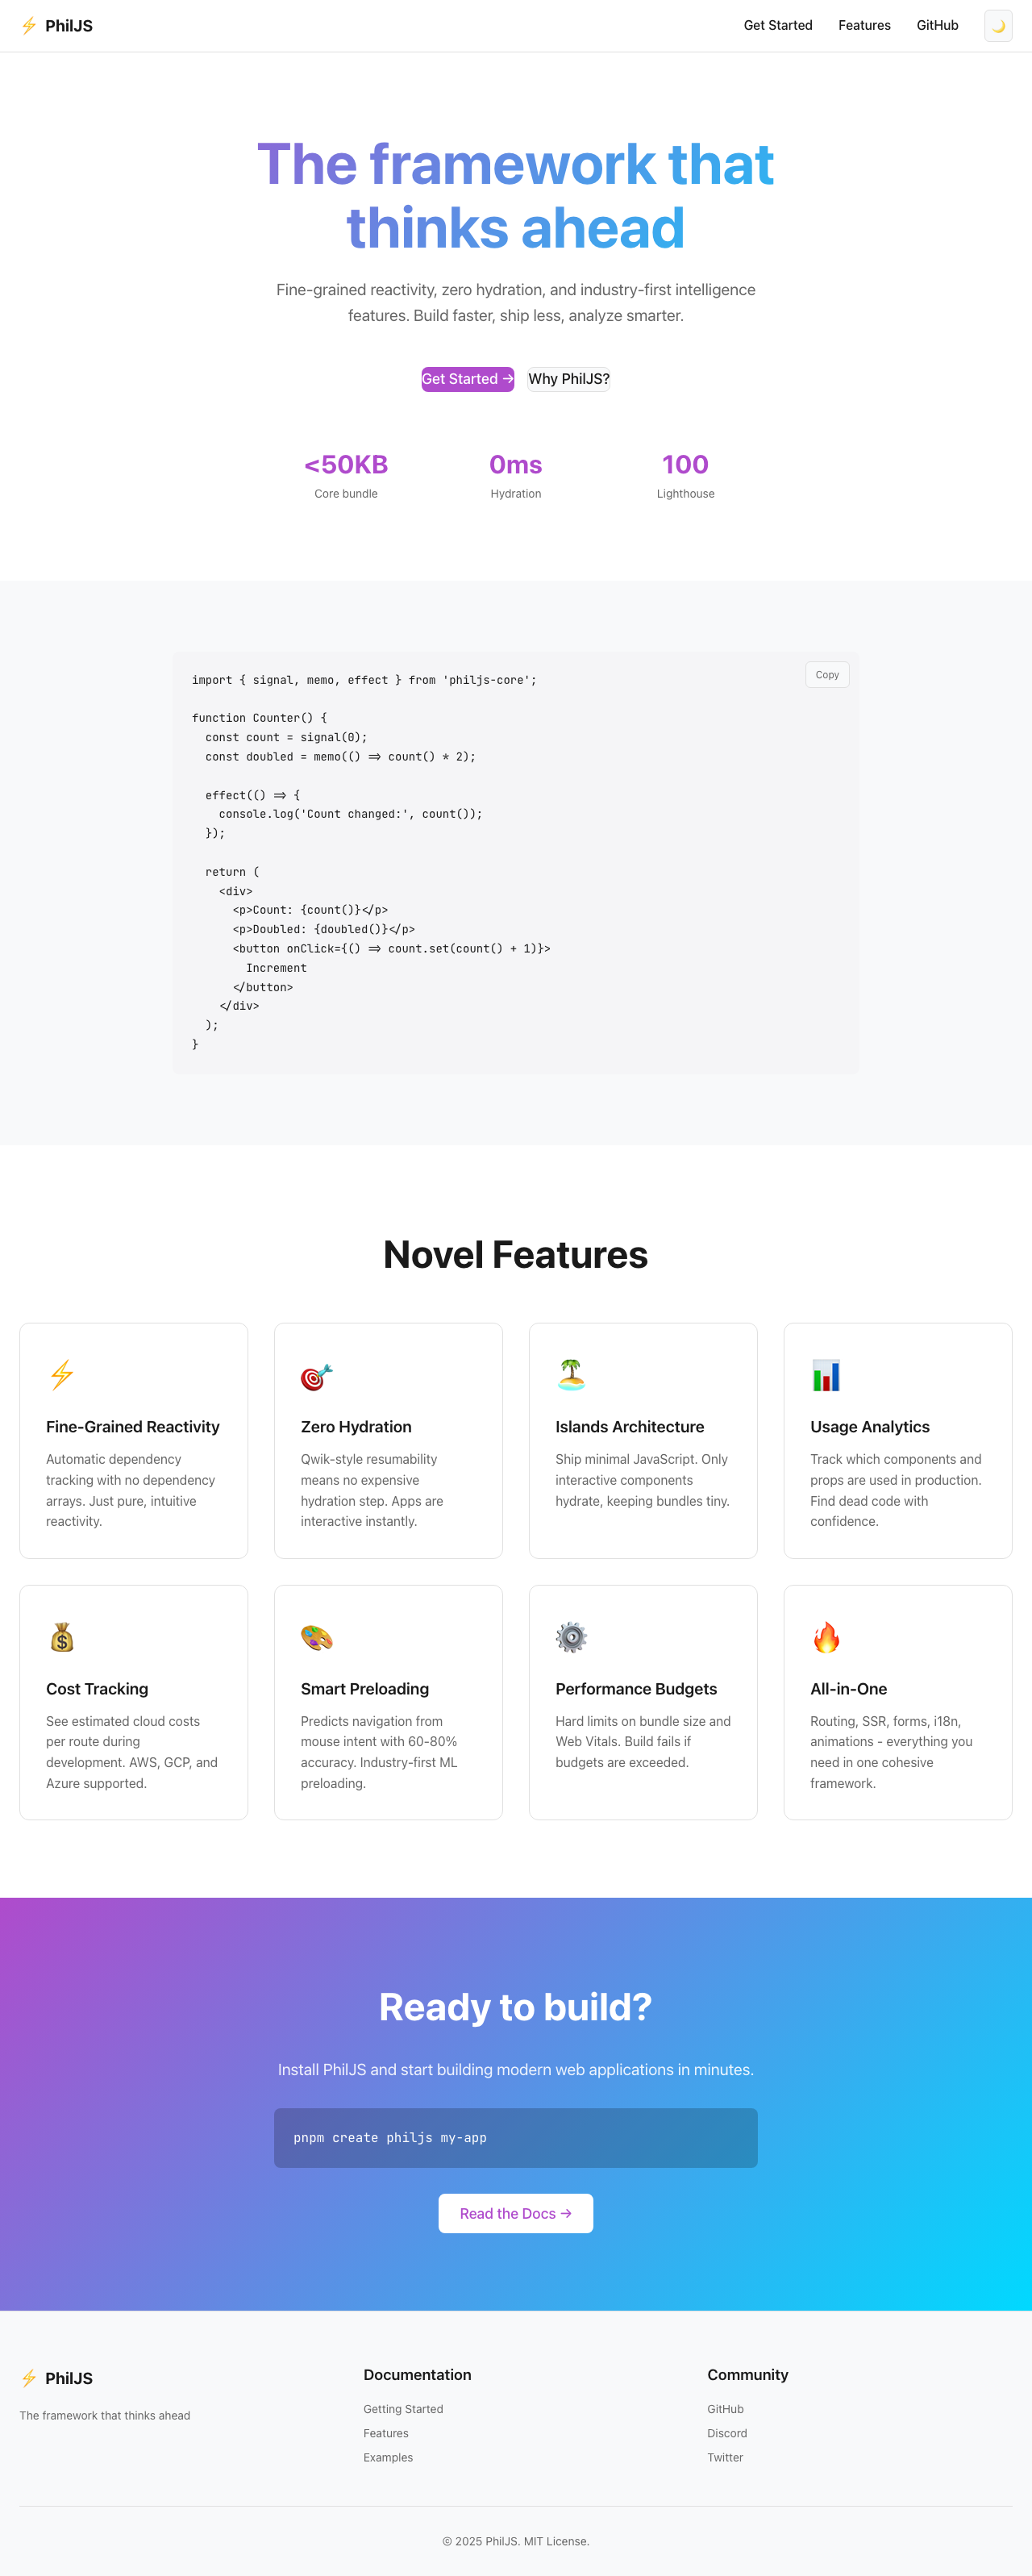 ⚡ PhilJS
Get Started Features GitHub 🌙
The framework that
thinks ahead
Fine-grained reactivity, zero hydration, and industry-first intelligence
features. Build faster, ship less, analyze smarter.
Get Started → Why PhilJS?
<50KB 0ms 100
Core bundle Hydration Lighthouse
Copy
import { signal, memo, effect } from 'philjs-core';
function Counter() {
  const count = signal(0);
  const doubled = memo(() => count() * 2);
  effect(() => {
    console.log('Count changed:', count());
  });
  return (
    <div>
      <p>Count: {count()}</p>
      <p>Doubled: {doubled()}</p>
      <button onClick={() => count.set(count() + 1)}>
        Increment
      </button>
    </div>
  );
}
Novel Features
Fine-Grained Reactivity
Automatic dependency
tracking with no dependency
arrays. Just pure, intuitive
reactivity.
Zero Hydration
Qwik-style resumability
means no expensive
hydration step. Apps are
interactive instantly.
Islands Architecture
Ship minimal JavaScript. Only
interactive components
hydrate, keeping bundles tiny.
Usage Analytics
Track which components and
props are used in production.
Find dead code with
confidence.
Cost Tracking
See estimated cloud costs
per route during
development. AWS, GCP, and
Azure supported.
Smart Preloading
Predicts navigation from
mouse intent with 60-80%
accuracy. Industry-first ML
preloading.
Performance Budgets
Hard limits on bundle size and
Web Vitals. Build fails if
budgets are exceeded.
All-in-One
Routing, SSR, forms, i18n,
animations - everything you
need in one cohesive
framework.
Ready to build?
Install PhilJS and start building modern web applications in minutes.
pnpm create philjs my-app
Read the Docs →
⚡ PhilJS
The framework that thinks ahead
Documentation
Getting Started
Features
Examples
Community
GitHub
Discord
Twitter
© 2025 PhilJS. MIT License.